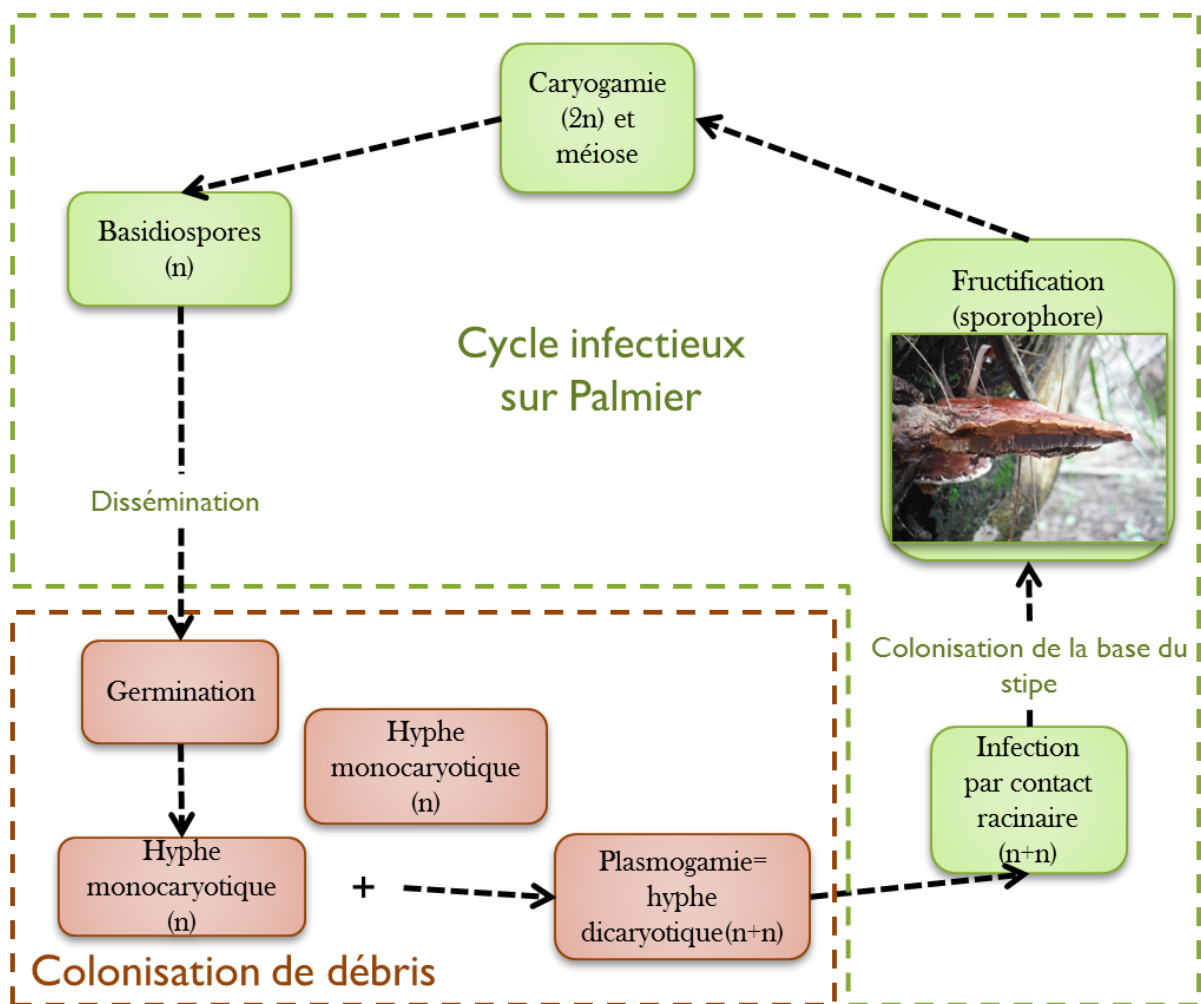 Caryogamie
(2n) et
méiose
Basidiospores
(n)
Fructification
(sporophore)
Cycle infectieux
sur Palmier
Dissémination
Germination
Hyphe
monocaryotique
(n)
Hyphe
monocaryotique
(n)
+
Plasmogamie=
hyphe
dicaryotique(n+n)
Colonisation de la base du
stipe
Infection
par contact
racinaire
(n+n)
Colonisation de débris